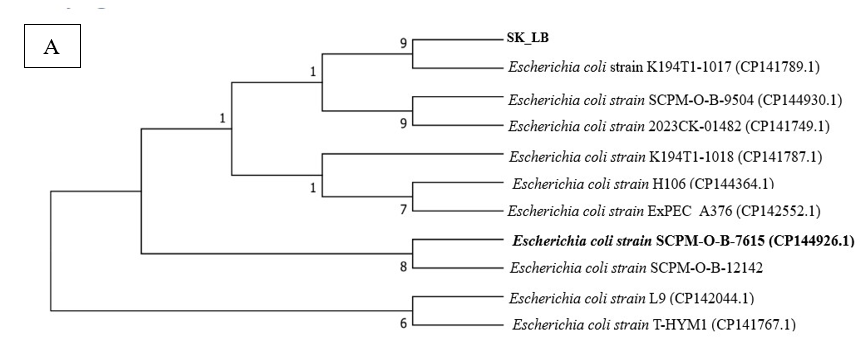 A
9
SK_LB
Escherichia coli strain K194T1-1017 (CP141789.1)
1
Escherichia coli strain SCPM-O-B-9504 (CP144930.1)
9
Escherichia coli strain 2023CK-01482 (CP141749.1)
1
Escherichia coli strain K194T1-1018 (CP141787.1)
1
Escherichia coli strain H106 (CP144364.1)
7
Escherichia coli strain ExPEC A376 (CP142552.1)
Escherichia coli strain SCPM-O-B-7615 (CP144926.1)
8
Escherichia coli strain SCPM-O-B-12142
Escherichia coli strain L9 (CP142044.1)
6
Escherichia coli strain T-HYM1 (CP141767.1)